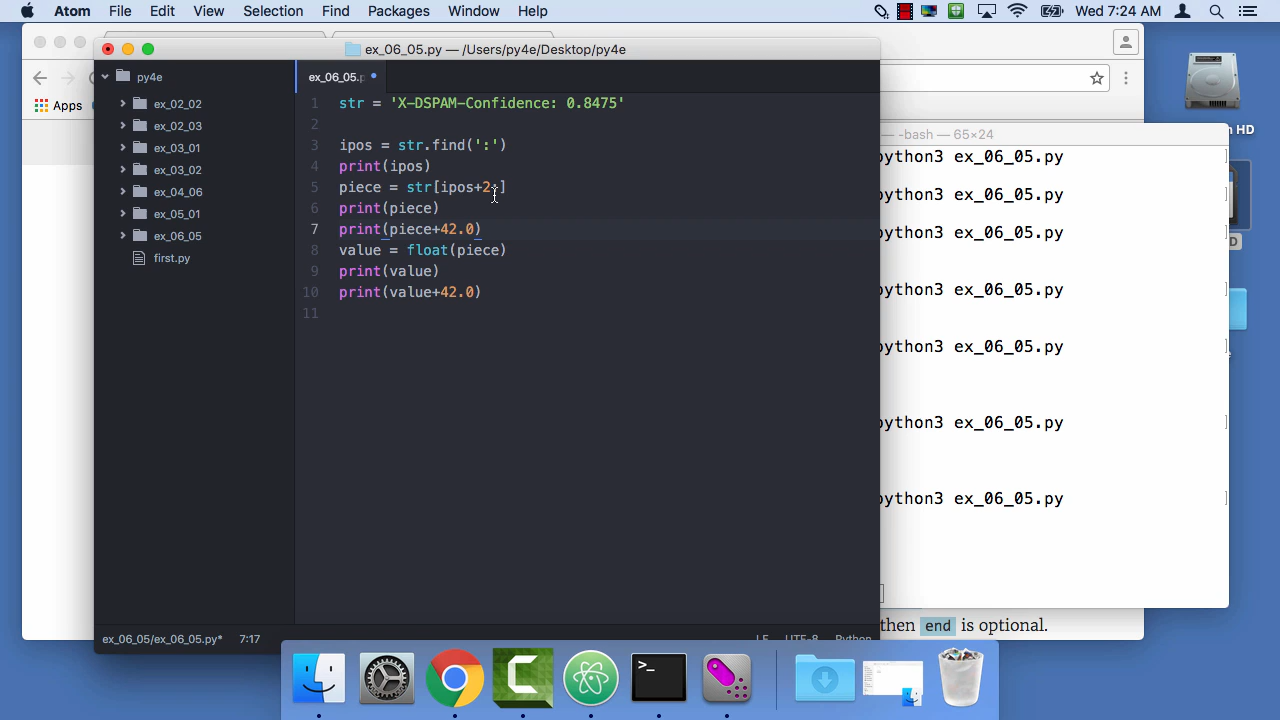 Atom File Edit View Selection Find Packages Window Help Wed 7:24 AM
ex_06_05.py — /Users/py4e/Desktop/py4e
py4e
ex_02_02
ex_02_03
ex_03_01
ex_03_02
ex_04_06
ex_05_01
ex_06_05
first.py
ex_06_05.p
1 str = 'X-DSPAM-Confidence: 0.8475'
2
3 ipos = str.find(':')
4 print(ipos)
5 piece = str[ipos+2:]
6 print(piece)
7 print(piece+42.0)
8 value = float(piece)
9 print(value)
10 print(value+42.0)
11
ex_06_05/ex_06_05.py* 7:17
LF UTF-8 Python
Apps
— -bash — 65×24
python3 ex_06_05.py
python3 ex_06_05.py
python3 ex_06_05.py
python3 ex_06_05.py
python3 ex_06_05.py
python3 ex_06_05.py
python3 ex_06_05.py
then end is optional.
HD
D